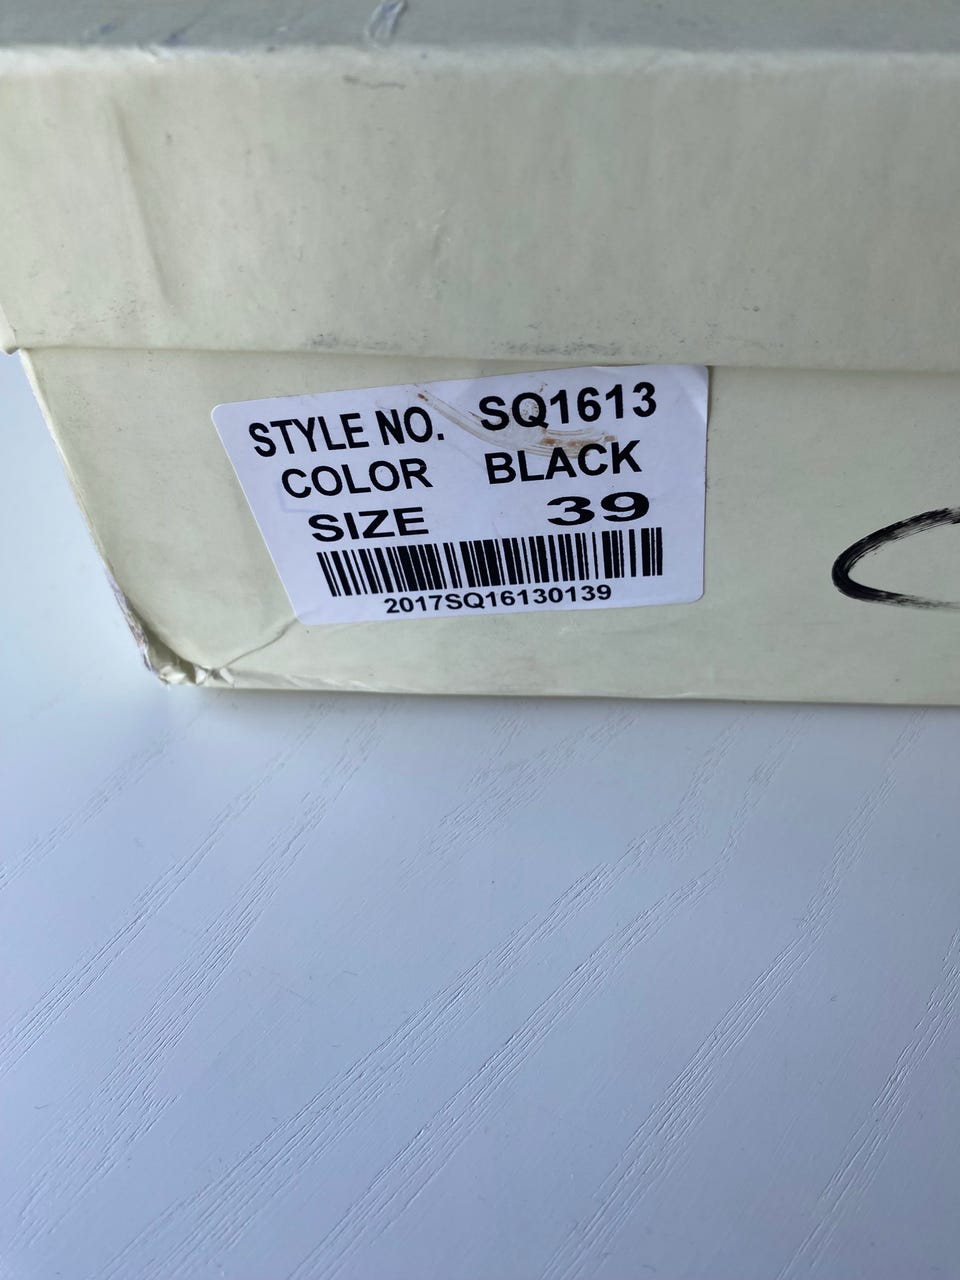 STYLE NO. SQ1613
COLOR BLACK
SIZE 39
2017SQ16130139